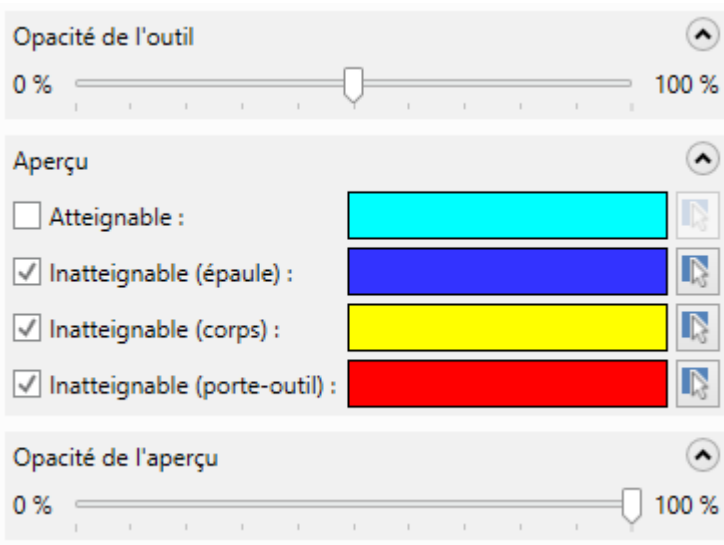 Opacité de l'outil
0 % 100 %
Aperçu
Atteignable :
Inatteignable (épaule) :
Inatteignable (corps) :
Inatteignable (porte-outil) :
Opacité de l'aperçu
0 % 100 %